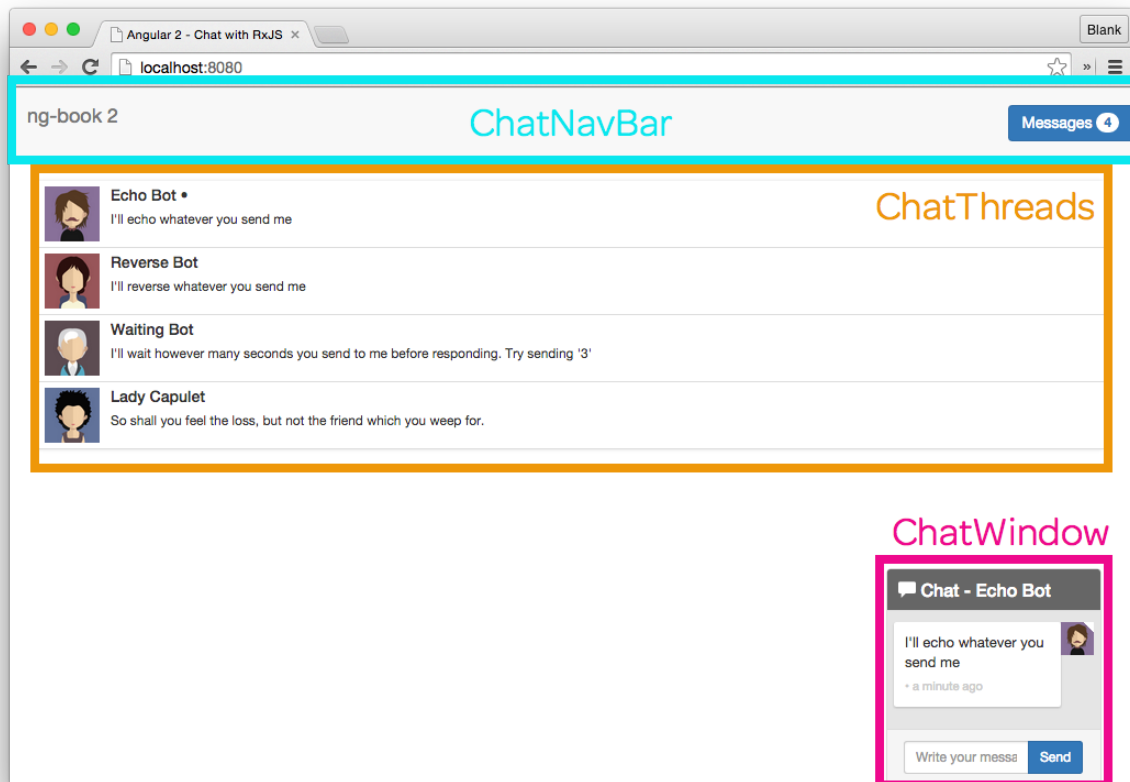 Angular 2 - Chat with RxJS
Blank
localhost:8080
ng-book 2
ChatNavBar
Messages 4
ChatThreads
Echo Bot •
I'll echo whatever you send me
Reverse Bot
I'll reverse whatever you send me
Waiting Bot
I'll wait however many seconds you send to me before responding. Try sending '3'
Lady Capulet
So shall you feel the loss, but not the friend which you weep for.
ChatWindow
Chat - Echo Bot
I'll echo whatever you
send me
• a minute ago
Write your messa
Send